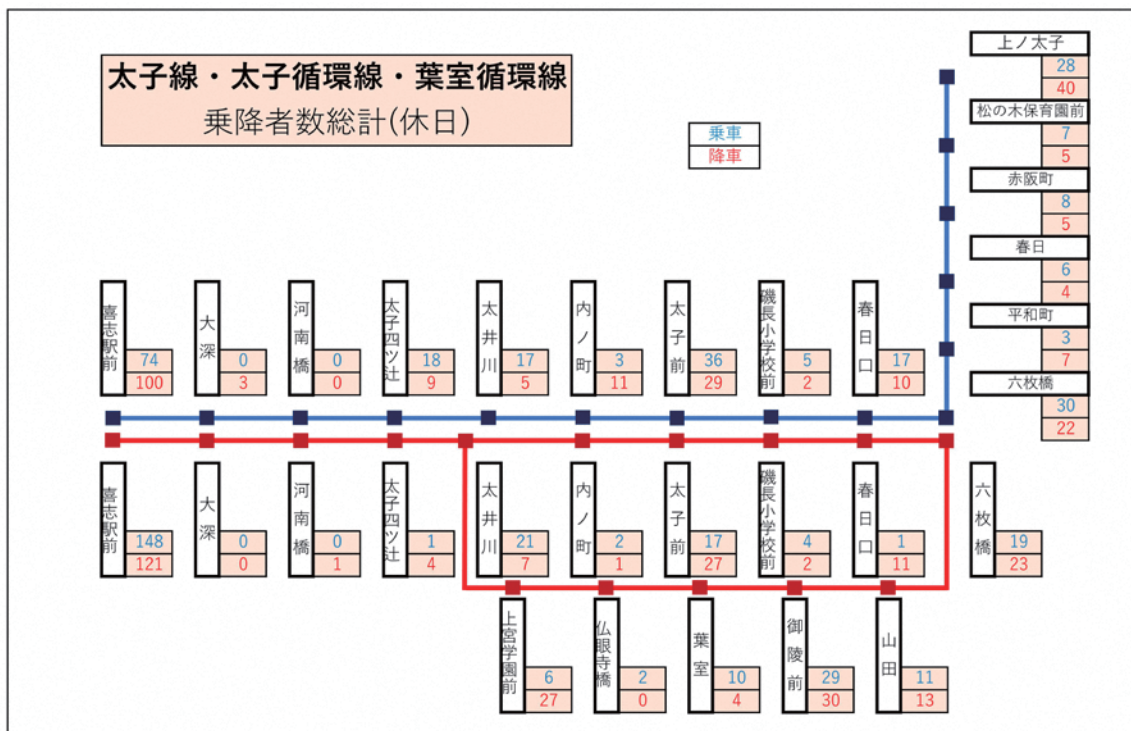 太子線・太子循環線・葉室循環線
乗降者数総計(休日)
乗車
降車
上ノ太子
28
40
松の木保育園前
7
5
赤阪町
8
5
春日
6
4
平和町
3
7
六枚橋
30
22
喜志駅前
74
100
大深
0
3
河南橋
0
0
太子四ツ辻
18
9
太井川
17
5
内ノ町
3
11
太子前
36
29
磯長小学校前
5
2
春日口
17
10
喜志駅前
148
121
大深
0
0
河南橋
0
1
太子四ツ辻
1
4
太井川
21
7
内ノ町
2
1
太子前
17
27
磯長小学校前
4
2
春日口
1
11
六枚橋
19
23
上宮学園前
6
27
仏眼寺橋
2
0
葉室
10
4
御陵前
29
30
山田
11
13